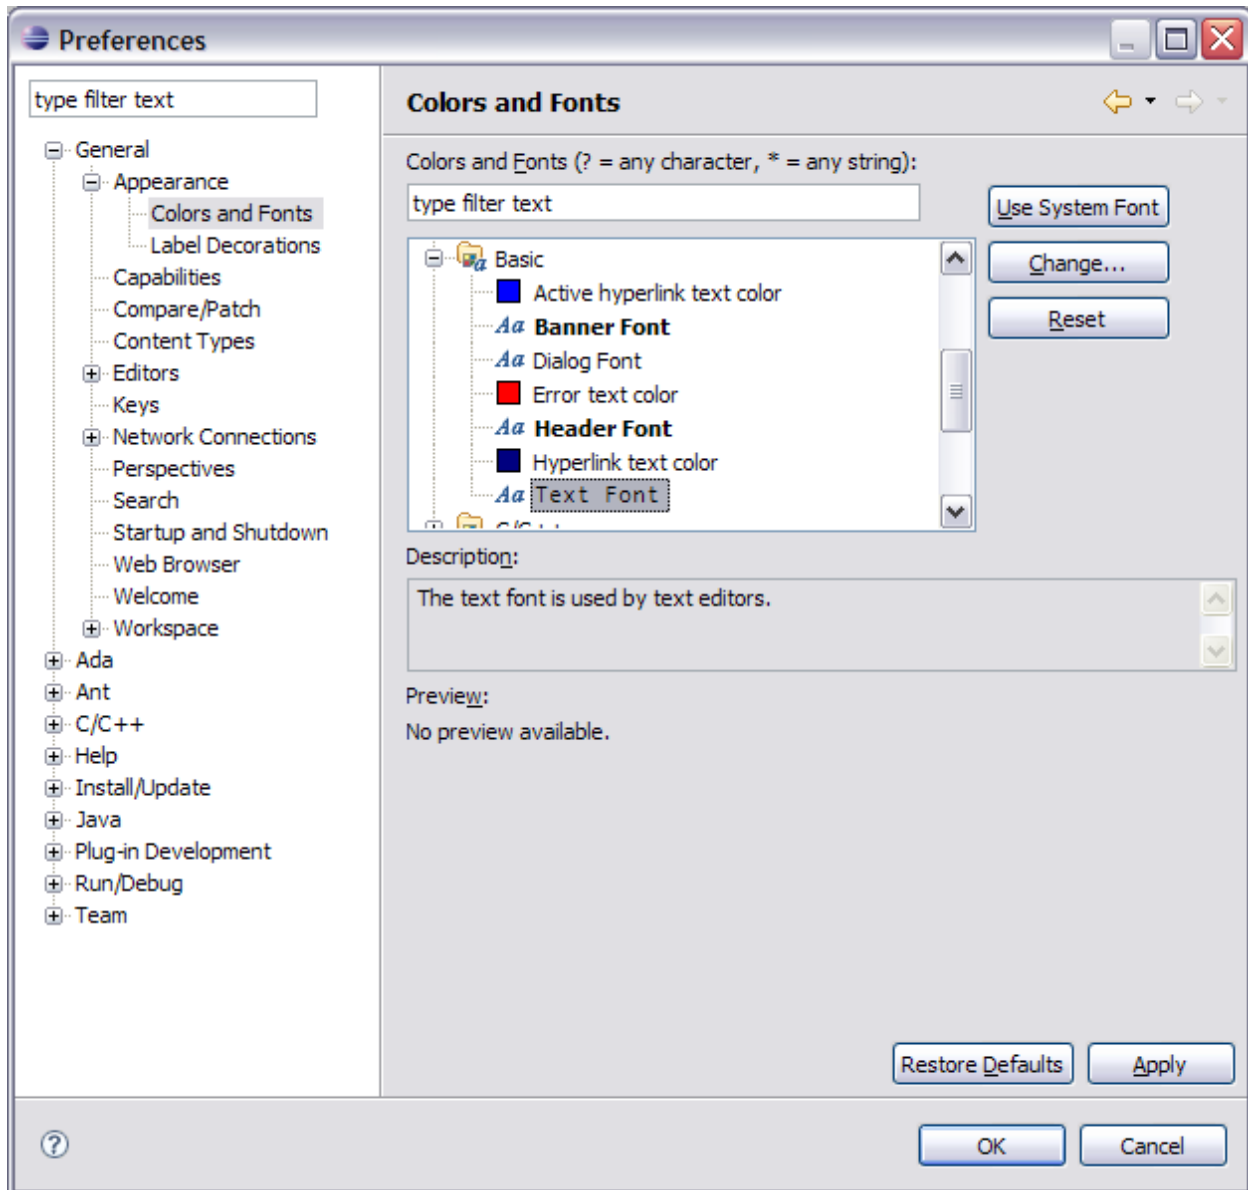 Preferences
type filter text
General
Appearance
Colors and Fonts
Label Decorations
Capabilities
Compare/Patch
Content Types
Editors
Keys
Network Connections
Perspectives
Search
Startup and Shutdown
Web Browser
Welcome
Workspace
Ada
Ant
C/C++
Help
Install/Update
Java
Plug-in Development
Run/Debug
Team
Colors and Fonts
Colors and Fonts (? = any character, * = any string):
type filter text
Use System Font
Change...
Reset
Basic
Active hyperlink text color
Aa Banner Font
Aa Dialog Font
Error text color
Aa Header Font
Hyperlink text color
Aa Text Font
C/C++
Description:
The text font is used by text editors.
Preview:
No preview available.
Restore Defaults
Apply
OK
Cancel